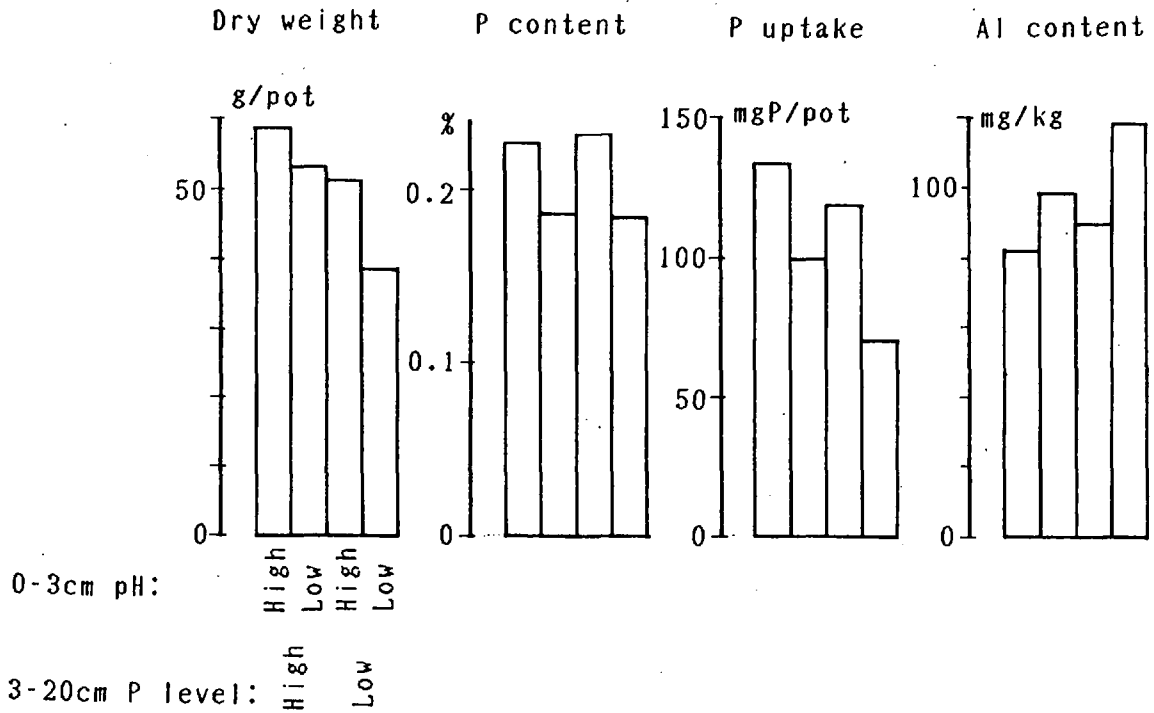 Dry weight
P content
P uptake
Al content
g/pot
%
mgP/pot
mg/kg
50
0
0.2
0.1
0
150
100
50
0
100
0
0-3cm pH: High Low High Low
3-20cm P level: High Low